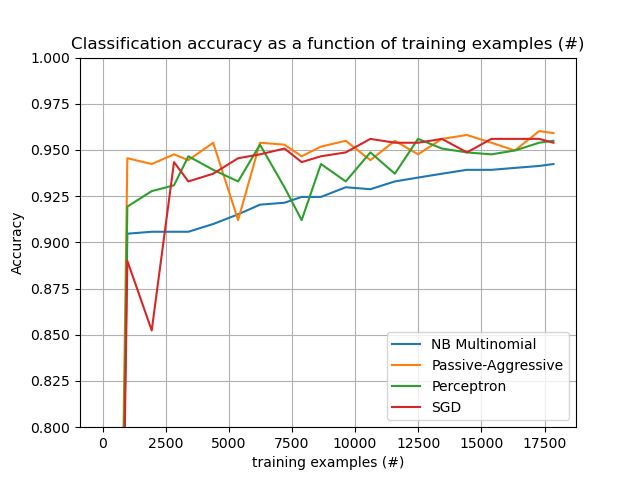 Classification accuracy as a function of training examples (#)
1.000
0.975
0.950
0.925
0.900
0.875
0.850
0.825
0.800
Accuracy
NB Multinomial
Passive-Aggressive
Perceptron
SGD
0 2500 5000 7500 10000 12500 15000 17500
training examples (#)